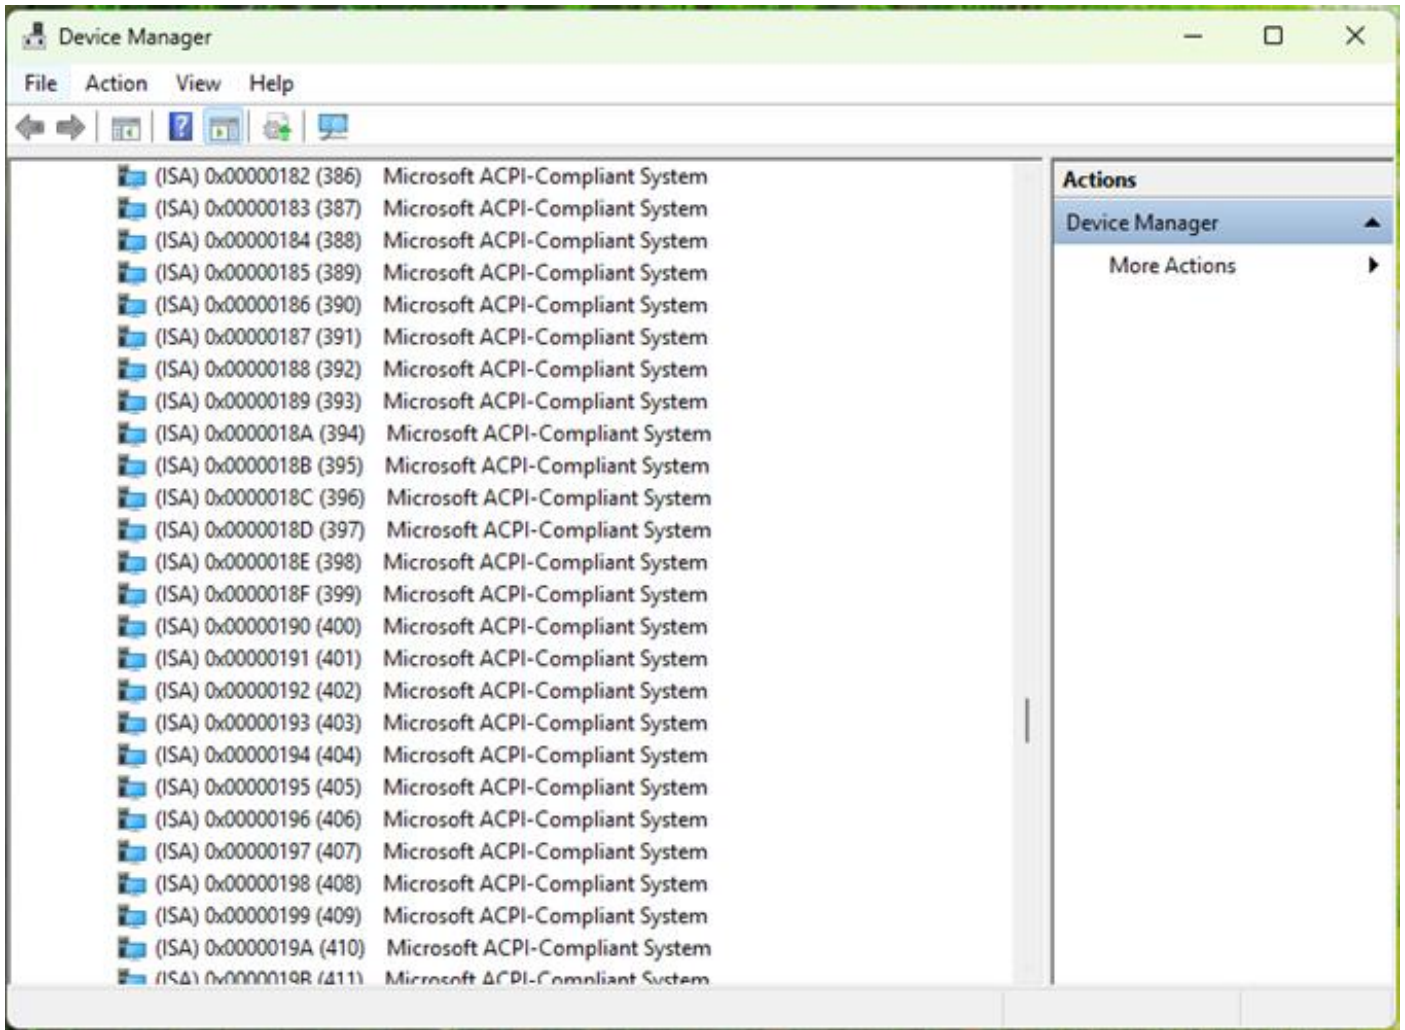 Device Manager
File Action View Help
(ISA) 0x00000182 (386) Microsoft ACPI-Compliant System
(ISA) 0x00000183 (387) Microsoft ACPI-Compliant System
(ISA) 0x00000184 (388) Microsoft ACPI-Compliant System
(ISA) 0x00000185 (389) Microsoft ACPI-Compliant System
(ISA) 0x00000186 (390) Microsoft ACPI-Compliant System
(ISA) 0x00000187 (391) Microsoft ACPI-Compliant System
(ISA) 0x00000188 (392) Microsoft ACPI-Compliant System
(ISA) 0x00000189 (393) Microsoft ACPI-Compliant System
(ISA) 0x0000018A (394) Microsoft ACPI-Compliant System
(ISA) 0x0000018B (395) Microsoft ACPI-Compliant System
(ISA) 0x0000018C (396) Microsoft ACPI-Compliant System
(ISA) 0x0000018D (397) Microsoft ACPI-Compliant System
(ISA) 0x0000018E (398) Microsoft ACPI-Compliant System
(ISA) 0x0000018F (399) Microsoft ACPI-Compliant System
(ISA) 0x00000190 (400) Microsoft ACPI-Compliant System
(ISA) 0x00000191 (401) Microsoft ACPI-Compliant System
(ISA) 0x00000192 (402) Microsoft ACPI-Compliant System
(ISA) 0x00000193 (403) Microsoft ACPI-Compliant System
(ISA) 0x00000194 (404) Microsoft ACPI-Compliant System
(ISA) 0x00000195 (405) Microsoft ACPI-Compliant System
(ISA) 0x00000196 (406) Microsoft ACPI-Compliant System
(ISA) 0x00000197 (407) Microsoft ACPI-Compliant System
(ISA) 0x00000198 (408) Microsoft ACPI-Compliant System
(ISA) 0x00000199 (409) Microsoft ACPI-Compliant System
(ISA) 0x0000019A (410) Microsoft ACPI-Compliant System
(ISA) 0x0000019B (411) Microsoft ACPI-Compliant System
Actions
Device Manager
More Actions